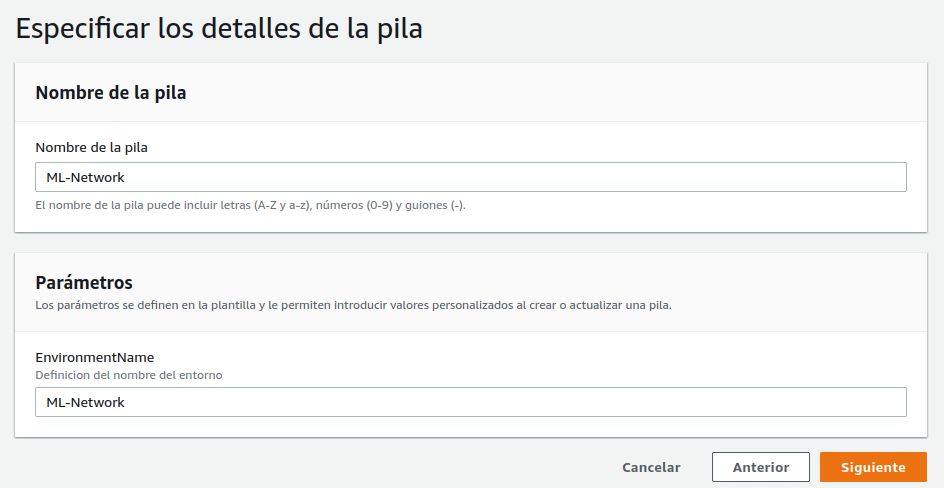 Especificar los detalles de la pila
Nombre de la pila
Nombre de la pila
ML-Network
El nombre de la pila puede incluir letras (A-Z y a-z), números (0-9) y guiones (-).
Parámetros
Los parámetros se definen en la plantilla y le permiten introducir valores personalizados al crear o actualizar una pila.
EnvironmentName
Definicion del nombre del entorno
ML-Network
Cancelar Anterior Siguiente